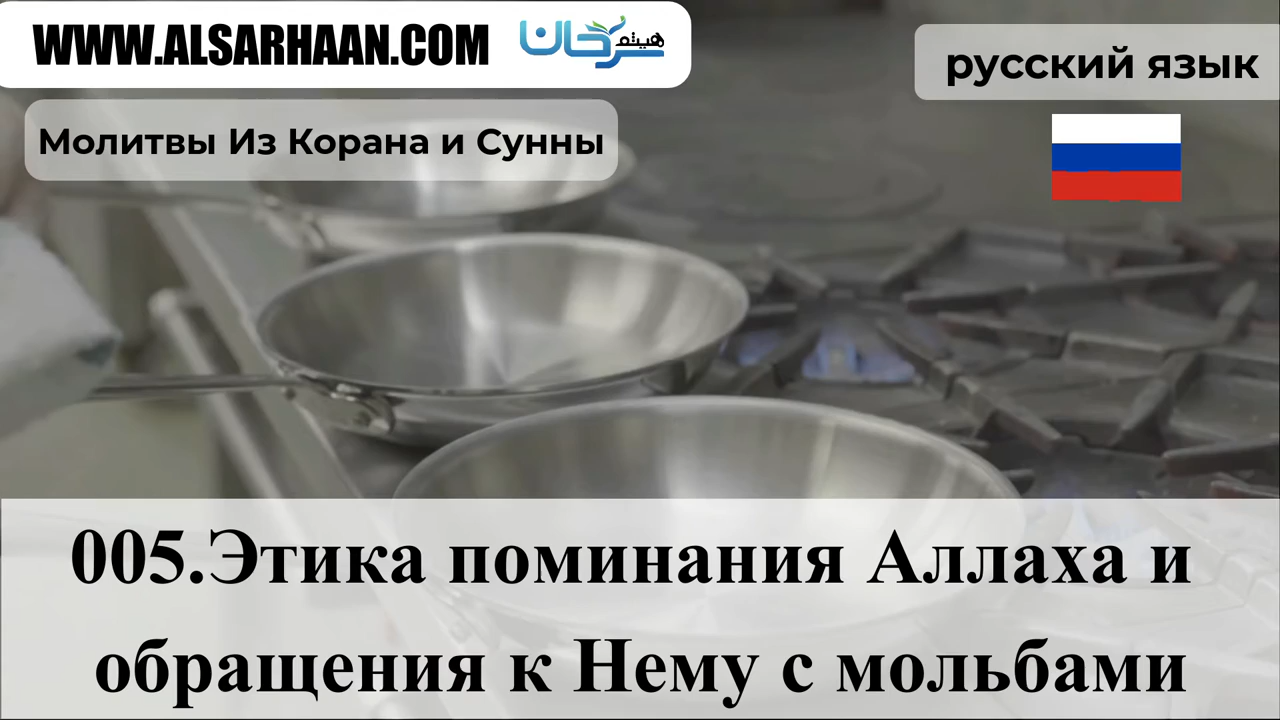 WWW.ALSARHAAN.COM
هيثم
سرحان
русский язык
Молитвы Из Корана и Сунны
005.Этика поминания Аллаха и
обращения к Нему с мольбами